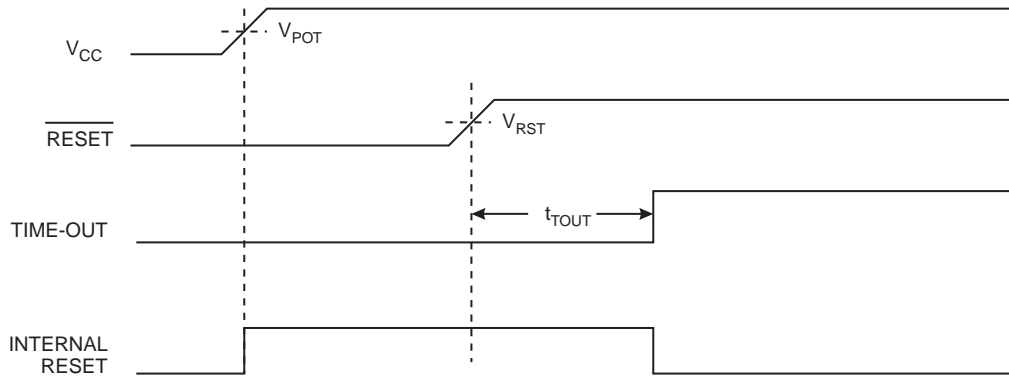 V_CC
V_POT
RESET
V_RST
TIME-OUT
t_TOUT
INTERNAL
RESET